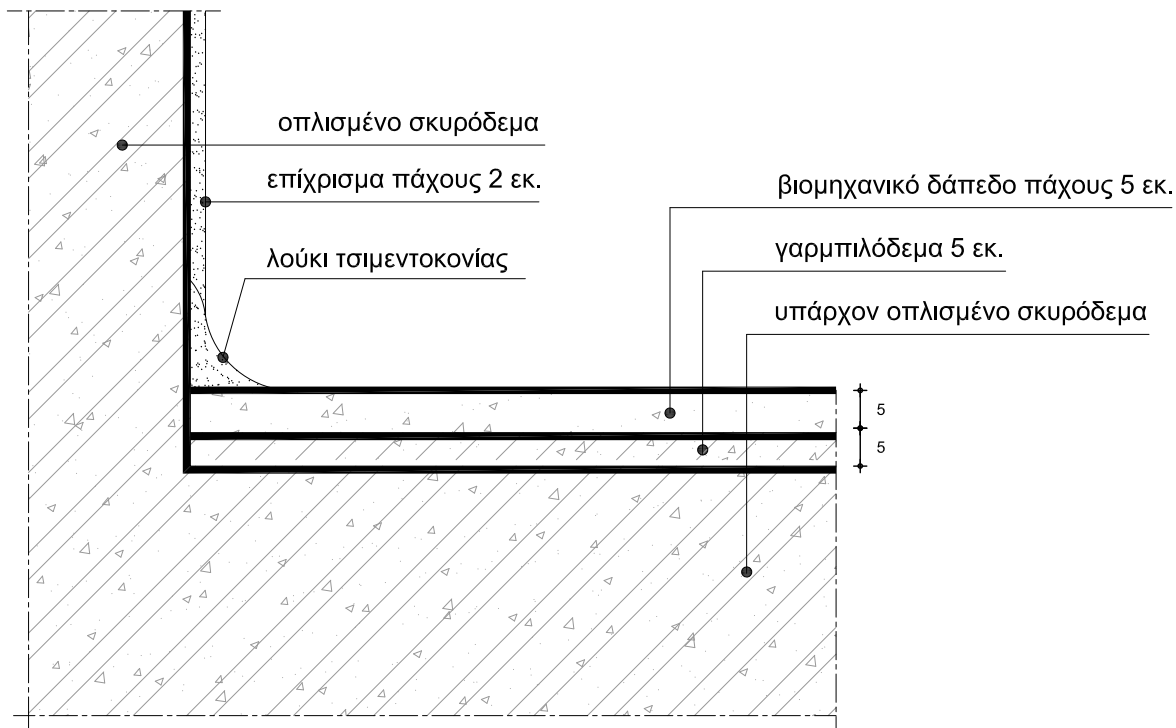 οπλισμένο σκυρόδεμα
επίχρισμα πάχους 2 εκ.
λούκι τσιμεντοκονίας
βιομηχανικό δάπεδο πάχους 5 εκ.
γαρμπιλόδεμα 5 εκ.
υπάρχον οπλισμένο σκυρόδεμα
5
5